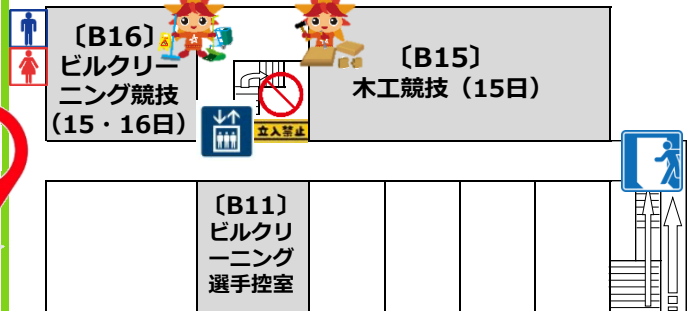 〔B16〕
ビルクリー
ニング競技
（15・16日）
〔B15〕
木工競技（15日）
立入禁止
〔B11〕
ビルクリ
ーニング
選手控室